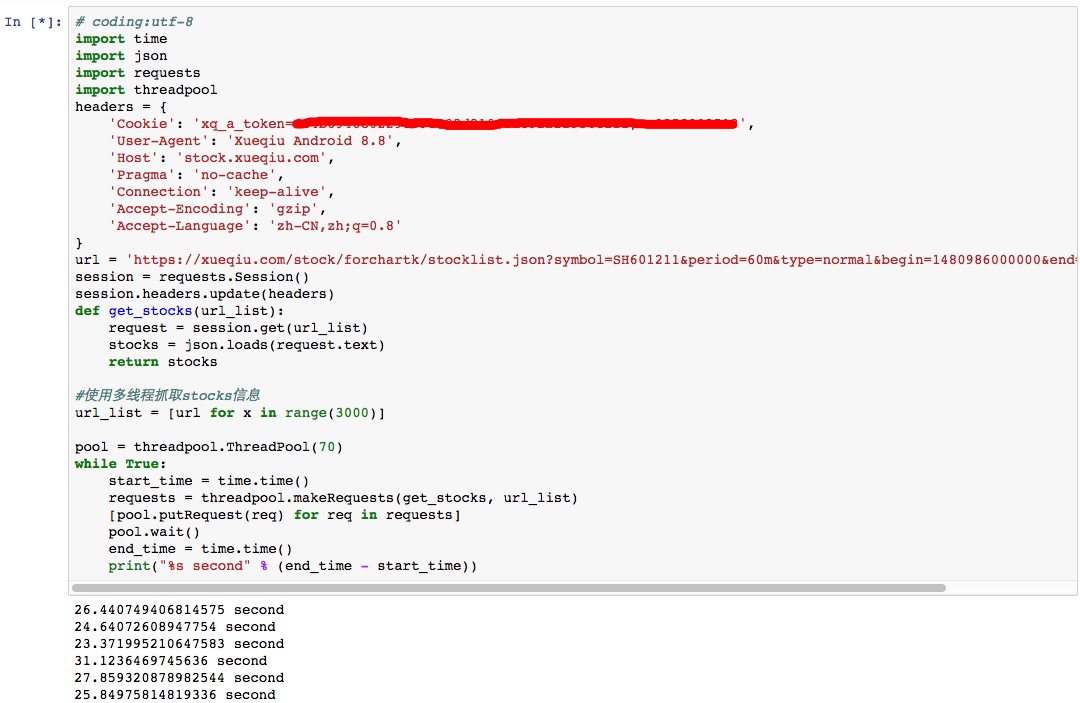 In [*]:
# coding:utf-8
import time
import json
import requests
import threadpool
headers = {
    'Cookie': 'xq_a_token=',
    'User-Agent': 'Xueqiu Android 8.8',
    'Host': 'stock.xueqiu.com',
    'Pragma': 'no-cache',
    'Connection': 'keep-alive',
    'Accept-Encoding': 'gzip',
    'Accept-Language': 'zh-CN,zh;q=0.8'
}
url = 'https://xueqiu.com/stock/forchartk/stocklist.json?symbol=SH601211&period=60m&type=normal&begin=1480986000000&end=
session = requests.Session()
session.headers.update(headers)
def get_stocks(url_list):
    request = session.get(url_list)
    stocks = json.loads(request.text)
    return stocks
#使用多线程抓取stocks信息
url_list = [url for x in range(3000)]
pool = threadpool.ThreadPool(70)
while True:
    start_time = time.time()
    requests = threadpool.makeRequests(get_stocks, url_list)
    [pool.putRequest(req) for req in requests]
    pool.wait()
    end_time = time.time()
    print("%s second" % (end_time - start_time))
26.440749406814575 second
24.64072608947754 second
23.371995210647583 second
31.1236469745636 second
27.859320878982544 second
25.84975814819336 second